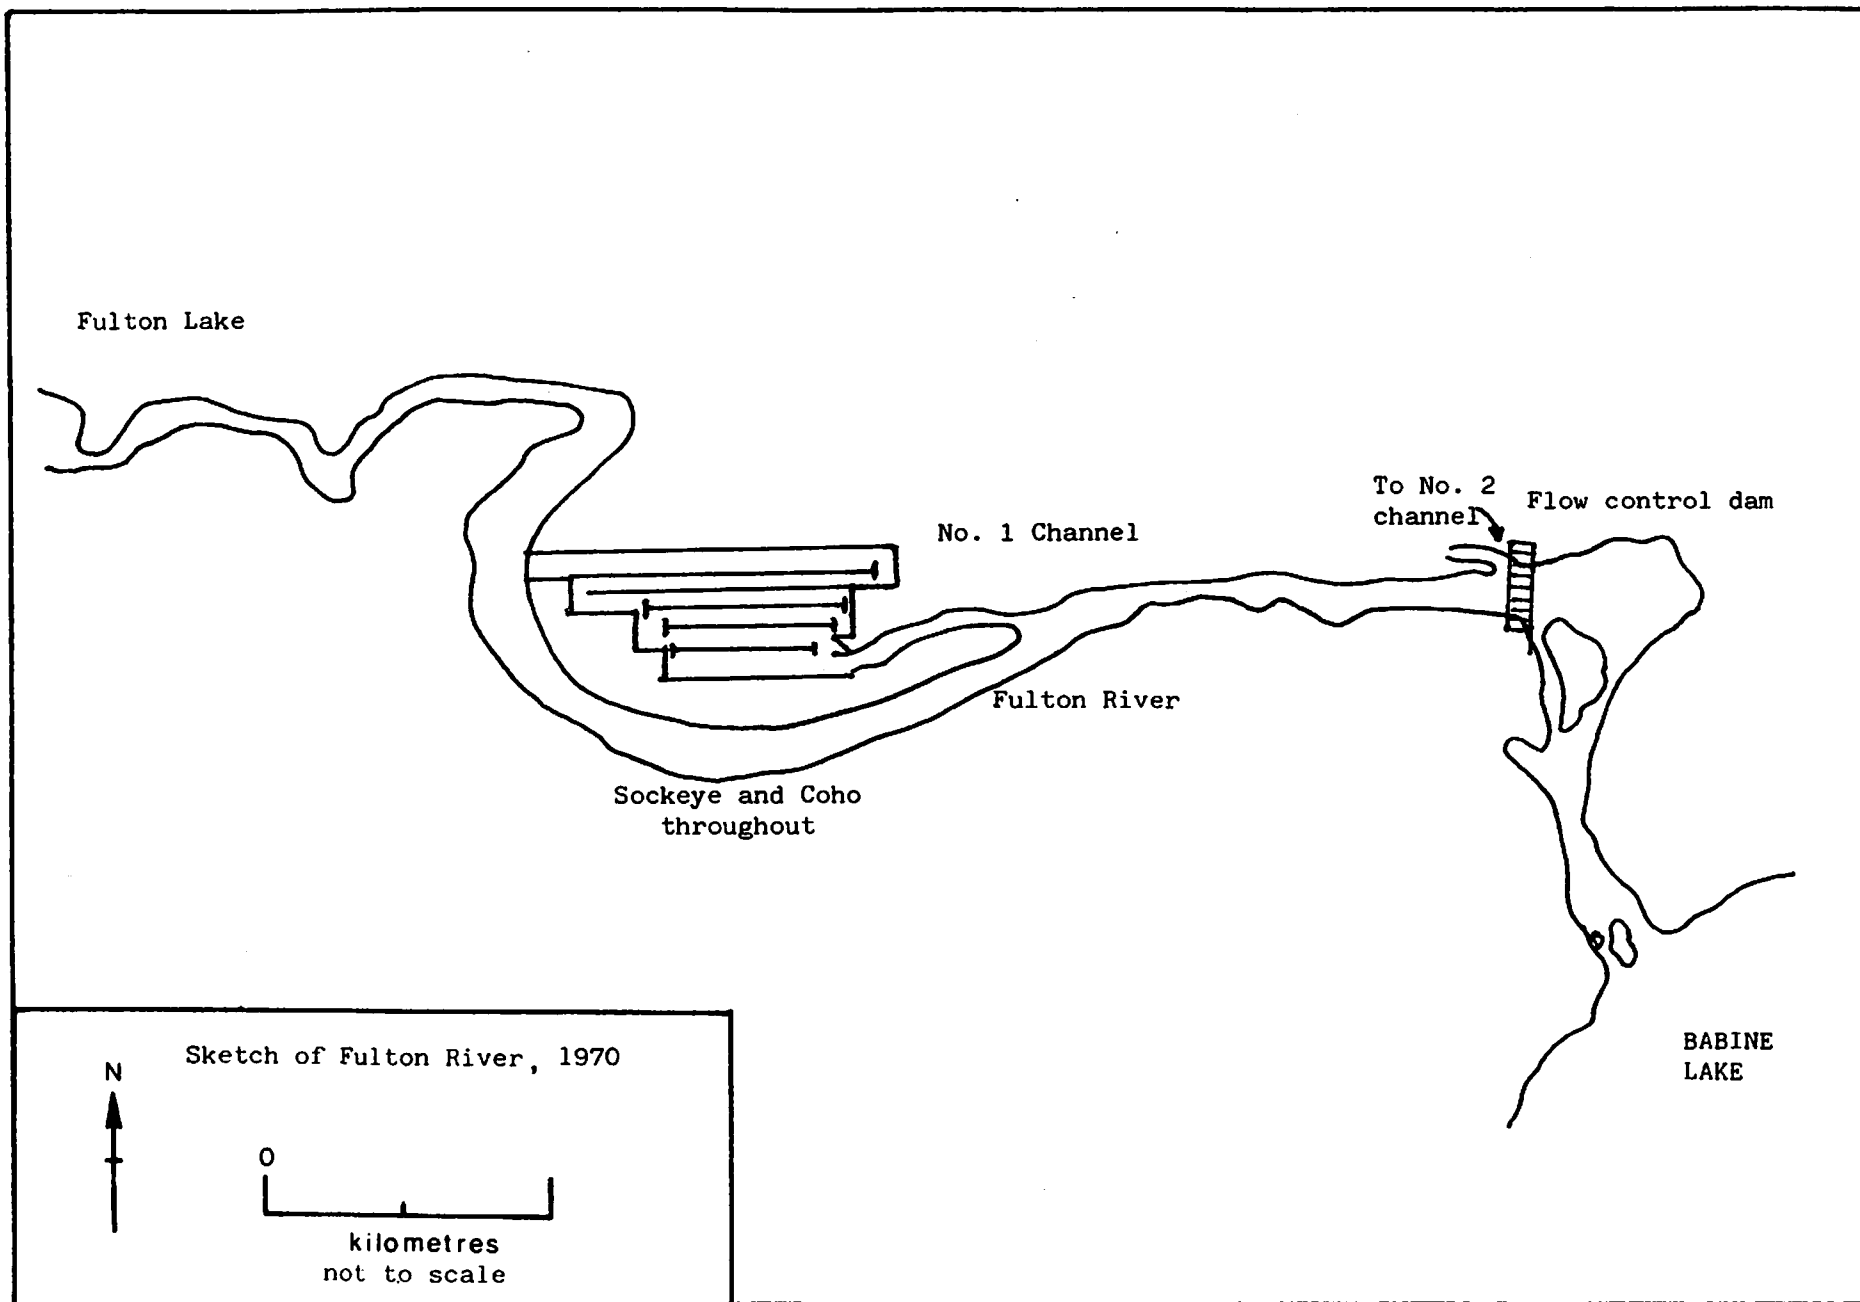 Fulton Lake
To No. 2
channel
Flow control dam
No. 1 Channel
Fulton River
Sockeye and Coho
throughout
BABINE
LAKE
Sketch of Fulton River, 1970
N
0
kilometres
not to scale